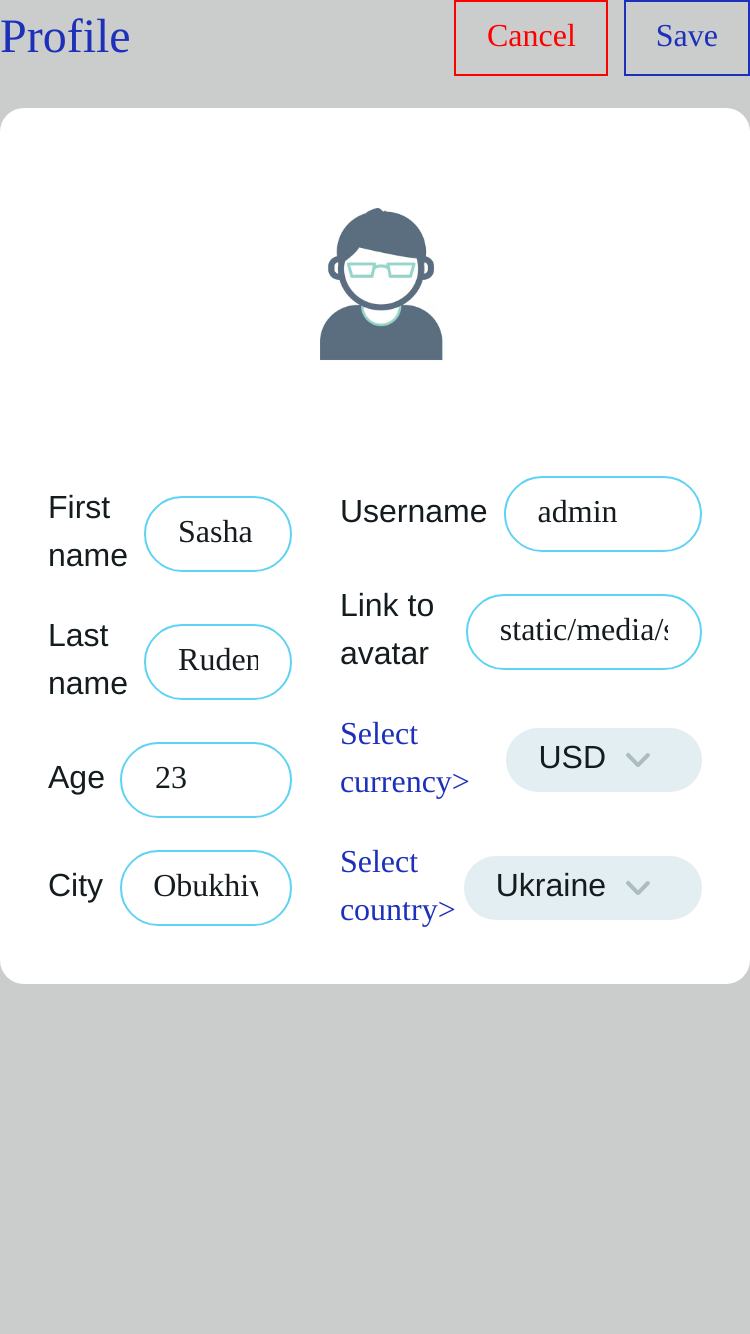 Profile
Cancel
Save
First
name
Sasha
Last
name
Ruden
Age
23
City
Obukhiv
Username
admin
Link to
avatar
static/media/s
Select
currency>
USD
Select
country>
Ukraine